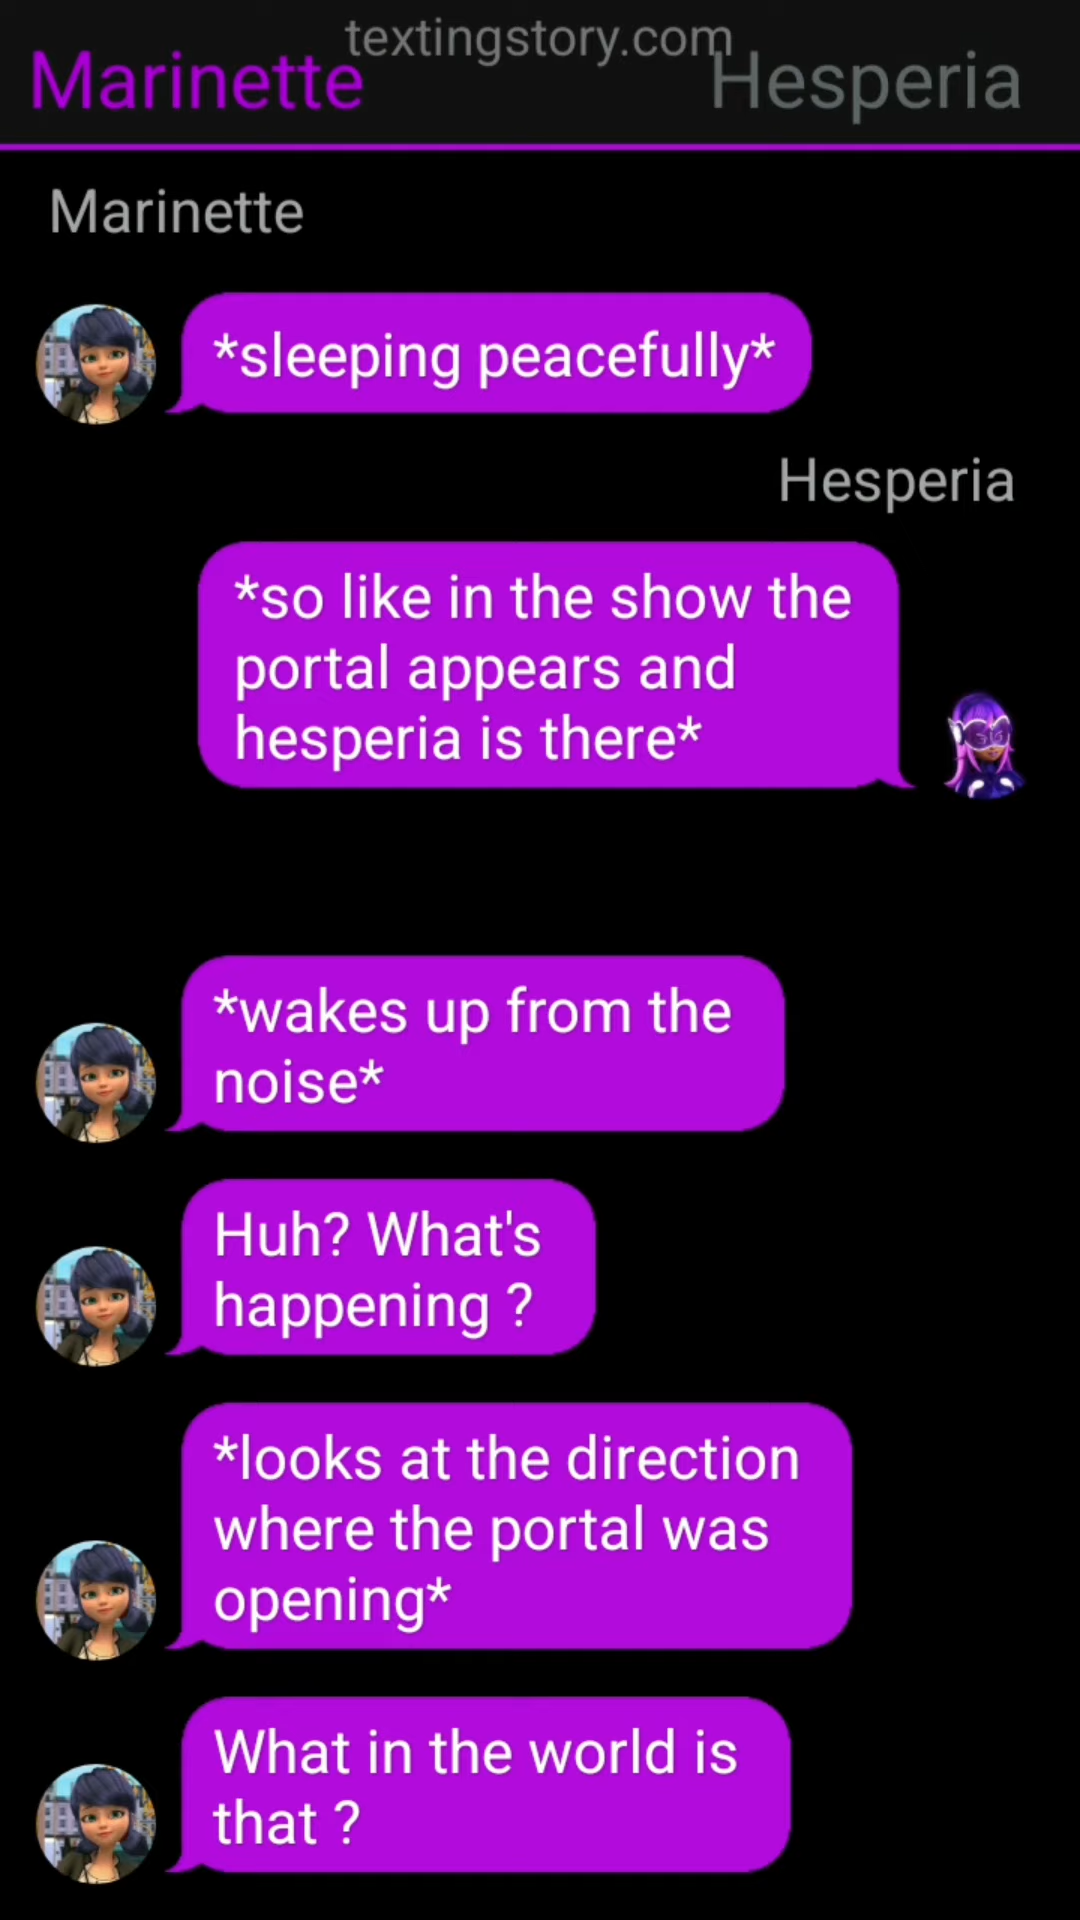 textingstory.com
Marinette Hesperia
Marinette
*sleeping peacefully*
Hesperia
*so like in the show the
portal appears and
hesperia is there*
*wakes up from the
noise*
Huh? What's
happening ?
*looks at the direction
where the portal was
opening*
What in the world is
that ?